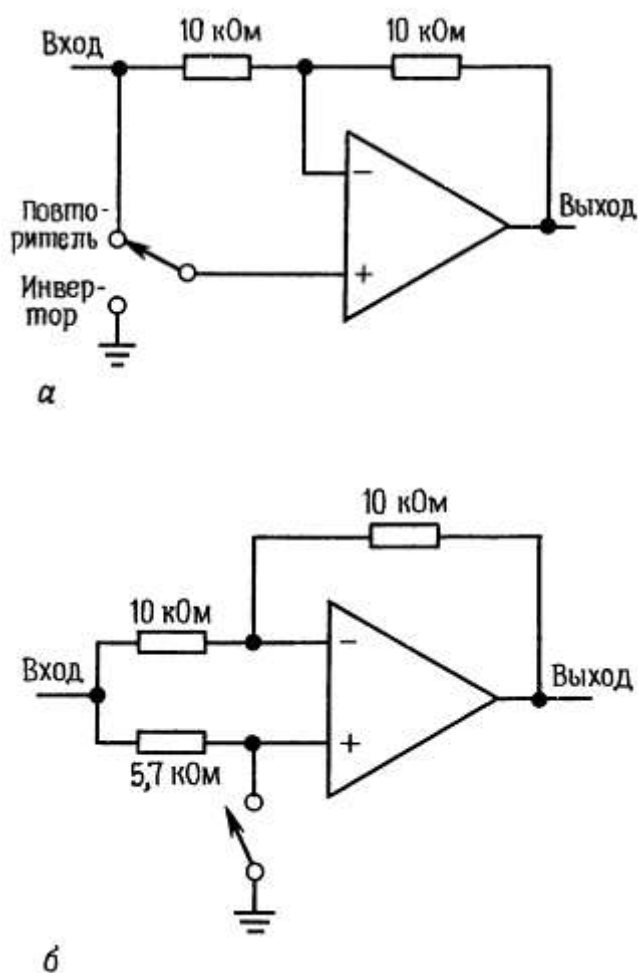 10 кОм 10 кОм
Вход
Повто-
ритель
Выход
Инвер-
тор
− +
а
10 кОм
10 кОм
Вход
− +
Выход
5,7 кОм
б